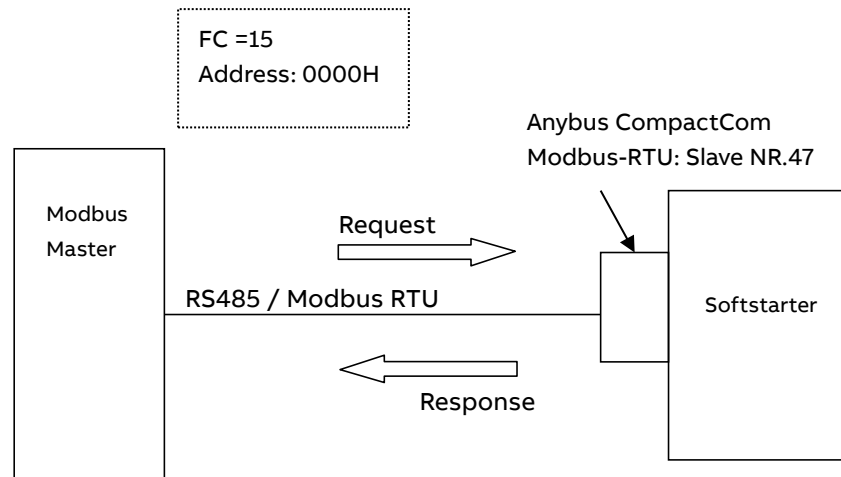 FC =15
Address: 0000H
Anybus CompactCom
Modbus-RTU: Slave NR.47
Modbus
Master
Request
RS485 / Modbus RTU
Softstarter
Response